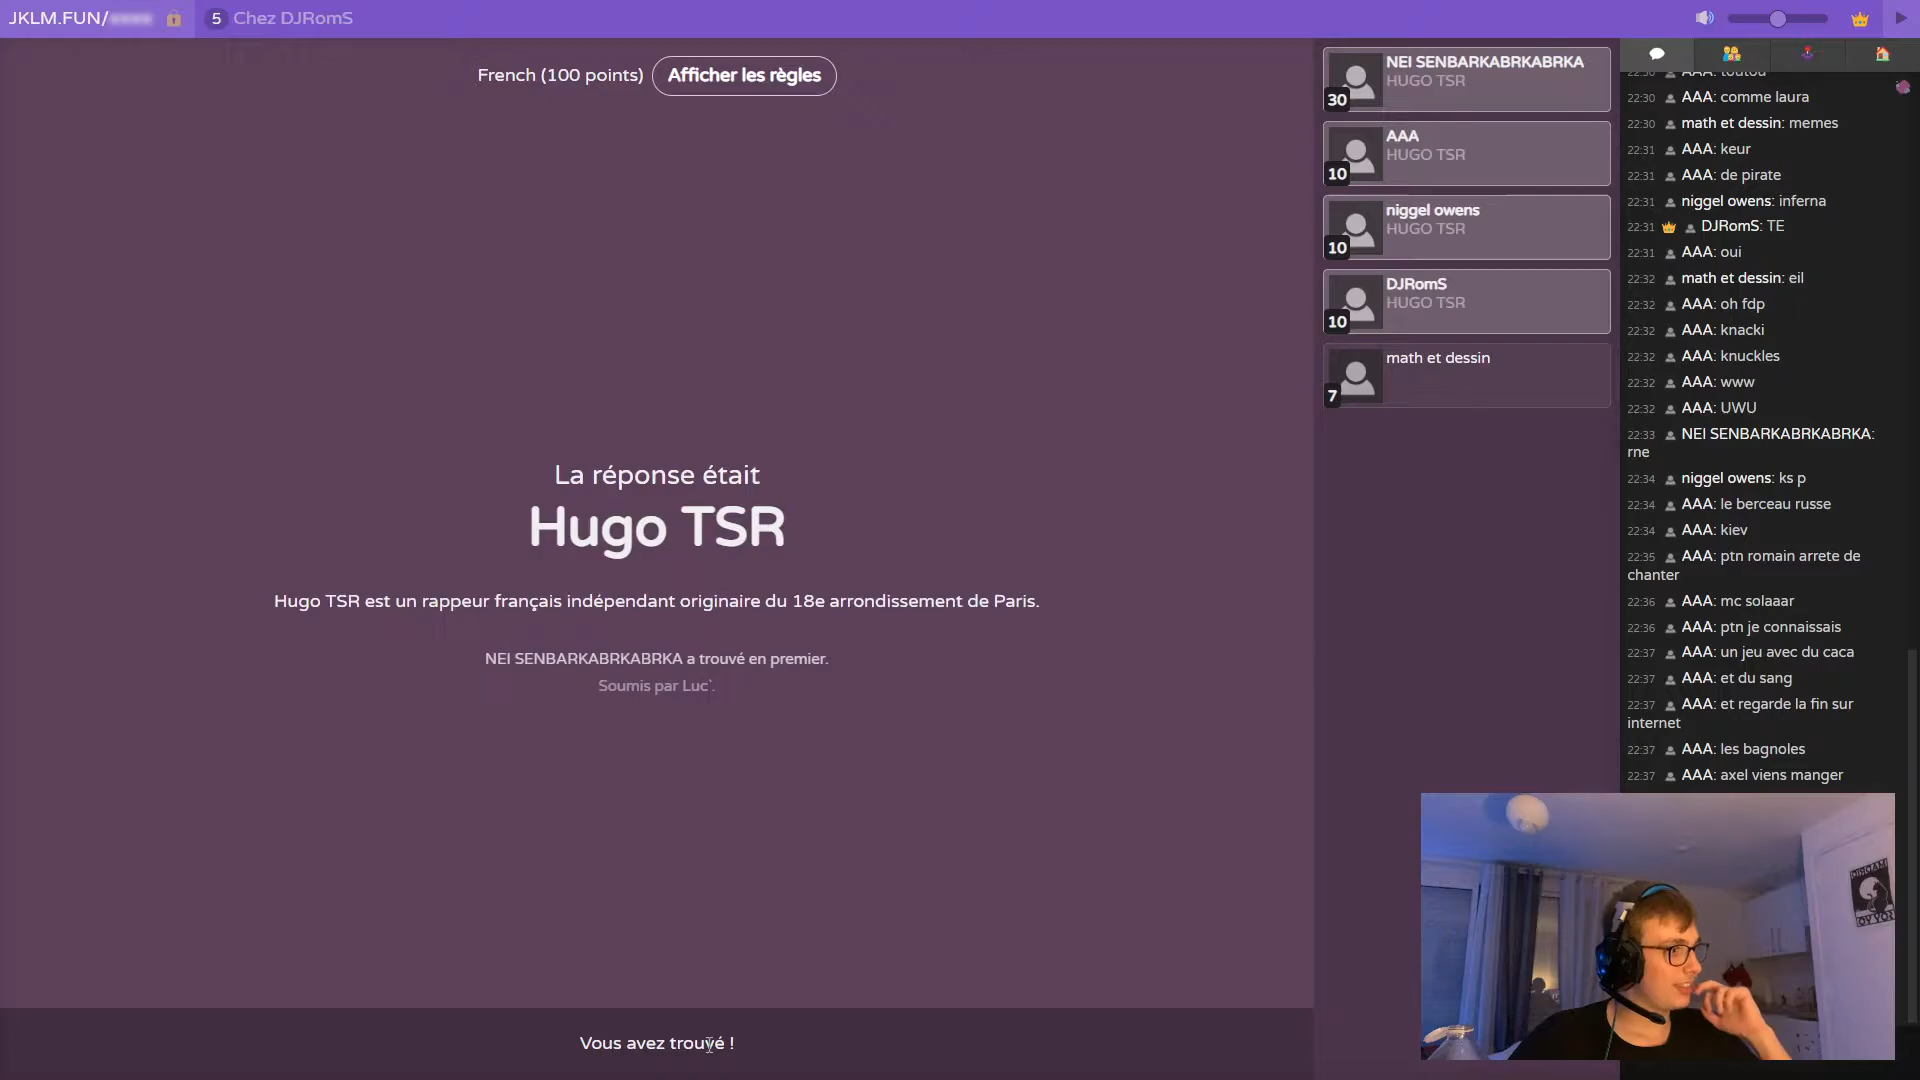 JKLM.FUN/
5 Chez DJRomS
French (100 points) Afficher les règles
La réponse était
Hugo TSR
Hugo TSR est un rappeur français indépendant originaire du 18e arrondissement de Paris.
NEI SENBARKABRKABRKA a trouvé en premier.
Soumis par Luc`.
Vous avez trouvé !
NEI SENBARKABRKABRKA
HUGO TSR
30
AAA
HUGO TSR
10
niggel owens
HUGO TSR
10
DJRomS
HUGO TSR
10
math et dessin
7
22:30 AAA: toutou
22:30 AAA: comme laura
22:30 math et dessin: memes
22:31 AAA: keur
22:31 AAA: de pirate
22:31 niggel owens: inferna
22:31 DJRomS: TE
22:31 AAA: oui
22:32 math et dessin: eil
22:32 AAA: oh fdp
22:32 AAA: knacki
22:32 AAA: knuckles
22:32 AAA: www
22:32 AAA: UWU
22:33 NEI SENBARKABRKABRKA:
rne
22:34 niggel owens: ks p
22:34 AAA: le berceau russe
22:34 AAA: kiev
22:35 AAA: ptn romain arrete de
chanter
22:36 AAA: mc solaaar
22:36 AAA: ptn je connaissais
22:37 AAA: un jeu avec du caca
22:37 AAA: et du sang
22:37 AAA: et regarde la fin sur
internet
22:37 AAA: les bagnoles
22:37 AAA: axel viens manger